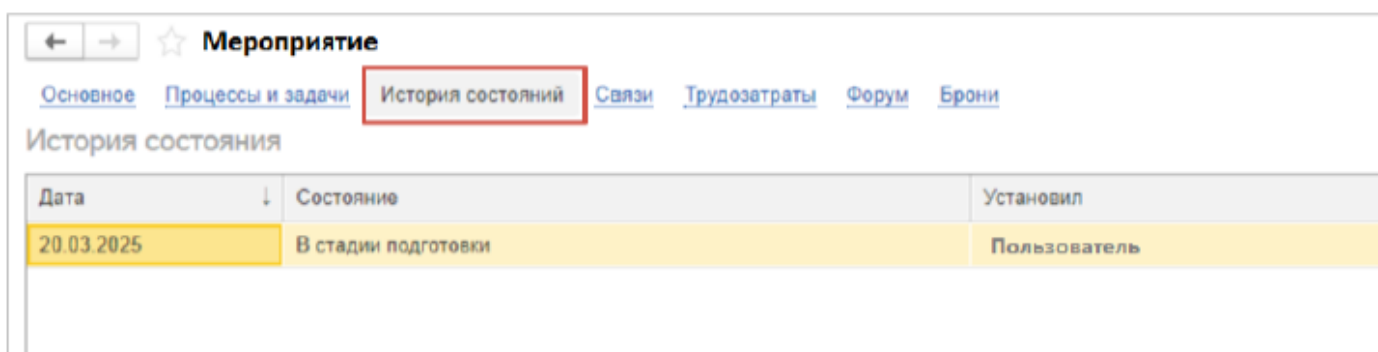 Мероприятие
Основное Процессы и задачи История состояний Связи Трудозатраты Форум Брони
История состояния
Дата ↓ Состояние Установил
20.03.2025 В стадии подготовки Пользователь